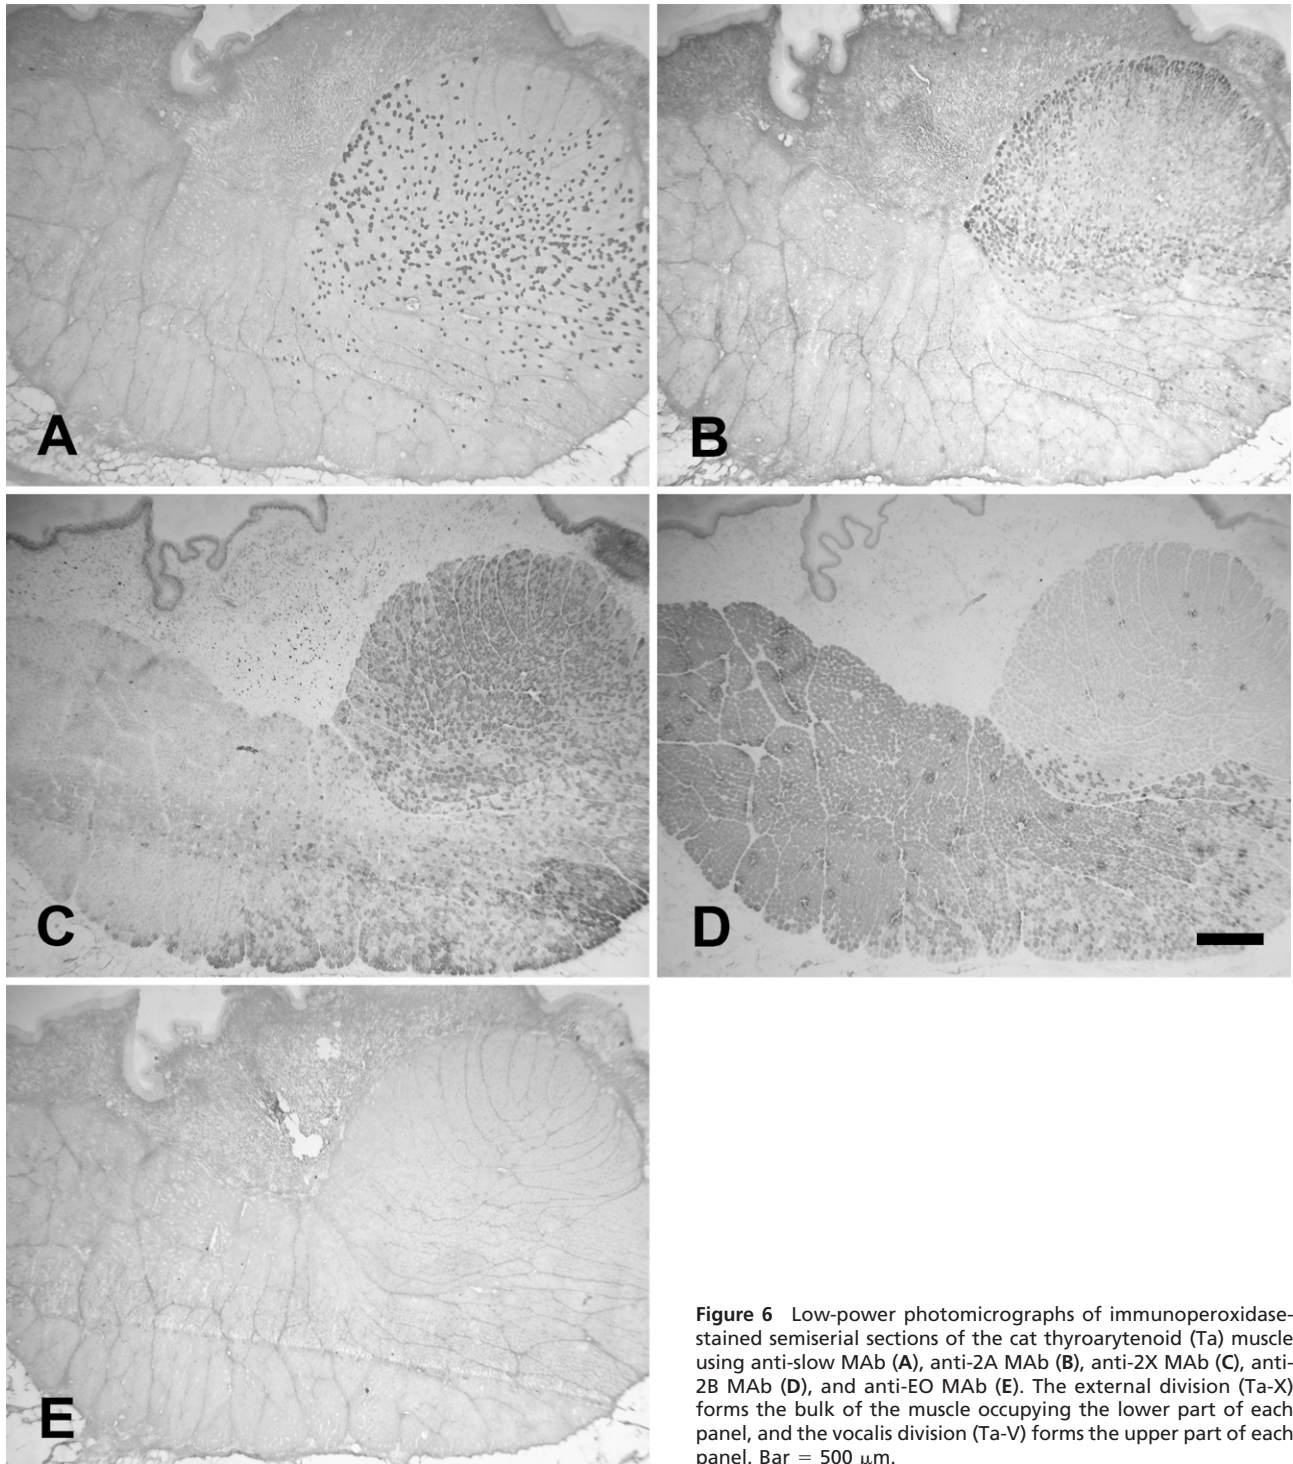 A
B
C
D
E
Figure 6 Low-power photomicrographs of immunoperoxidase-
stained semiserial sections of the cat thyroarytenoid (Ta) muscle
using anti-slow MAb (A), anti-2A MAb (B), anti-2X MAb (C), anti-
2B MAb (D), and anti-EO MAb (E). The external division (Ta-X)
forms the bulk of the muscle occupying the lower part of each
panel, and the vocalis division (Ta-V) forms the upper part of each
panel. Bar = 500 μm.